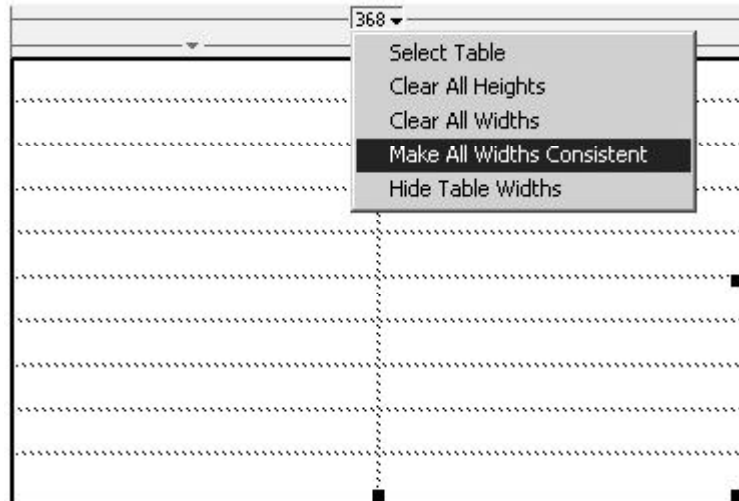 368
Select Table
Clear All Heights
Clear All Widths
Make All Widths Consistent
Hide Table Widths